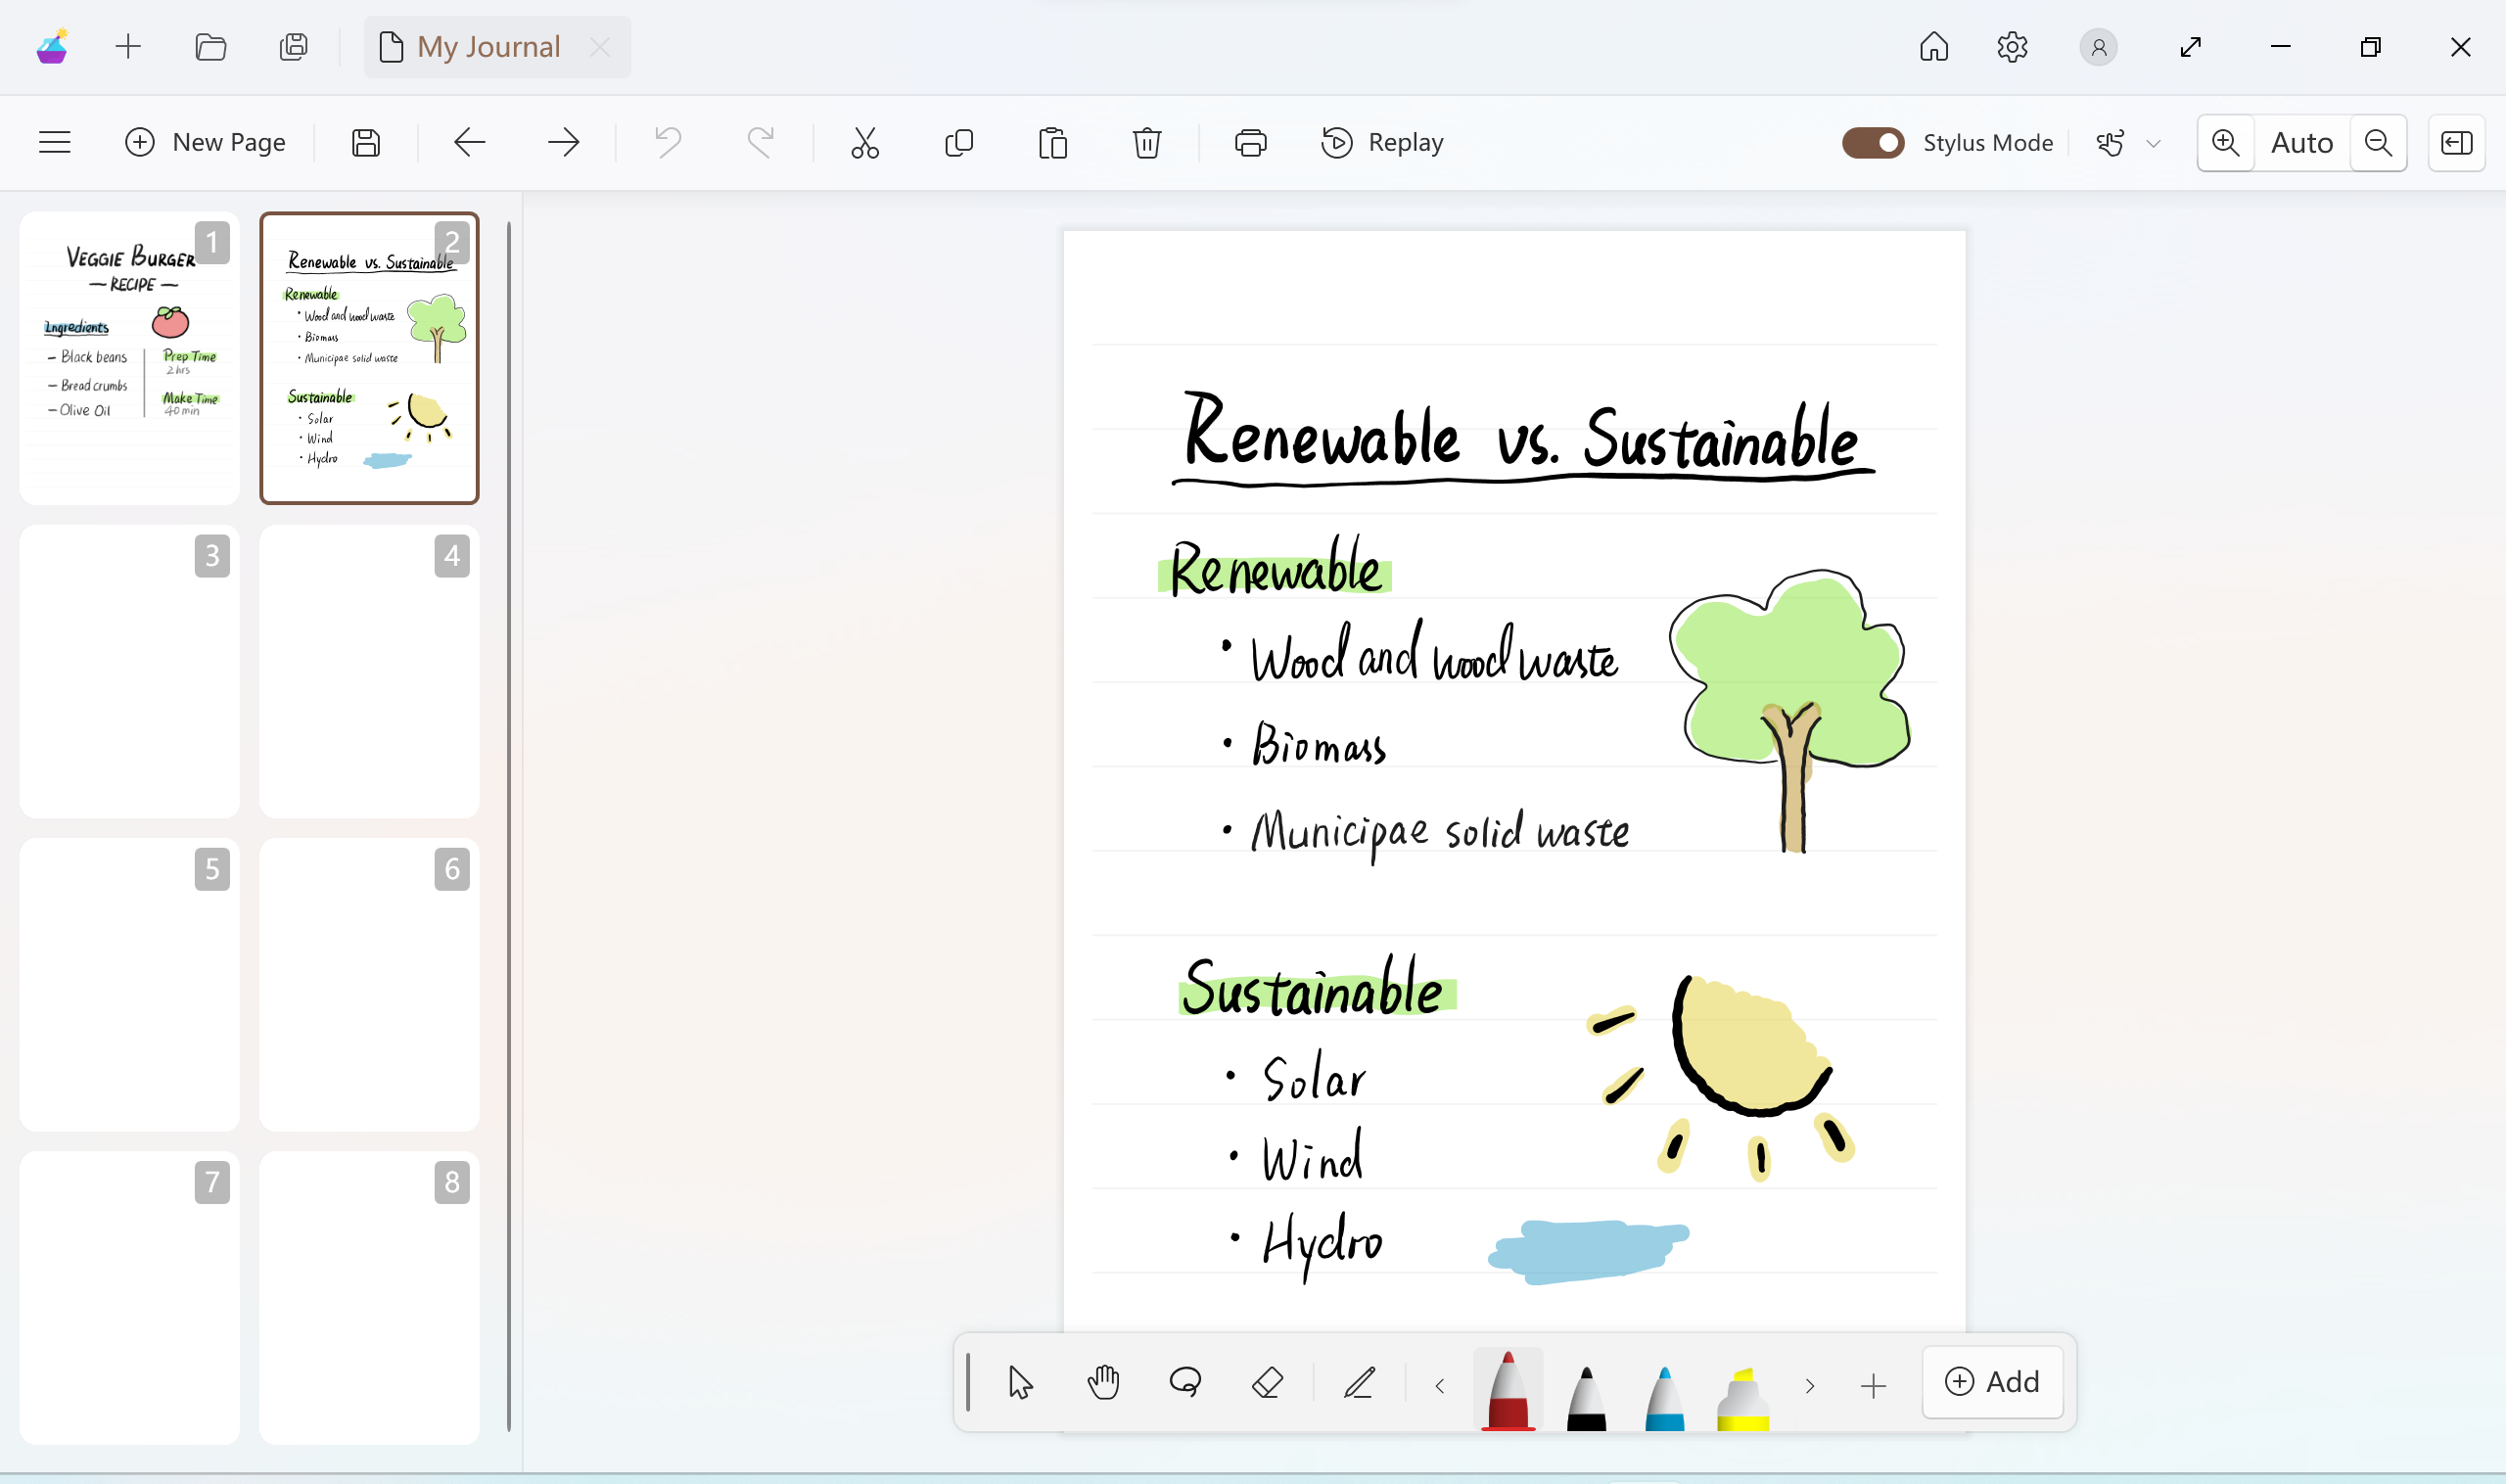 My Journal
New Page
Replay
Stylus Mode
Auto
1
VEGGIE BURGER
— RECIPE —
Ingredients
– Black beans
– Bread crumbs
– Olive Oil
Prep Time
2 hrs
Make Time
40 min
2
Renewable vs. Sustainable
Renewable
• Wood and wood waste
• Biomass
• Municipae solid waste
Sustainable
• Solar
• Wind
• Hydro
3
4
5
6
7
8
Renewable vs. Sustainable
Renewable
• Wood and wood waste
• Biomass
• Municipae solid waste
Sustainable
• Solar
• Wind
• Hydro
Add